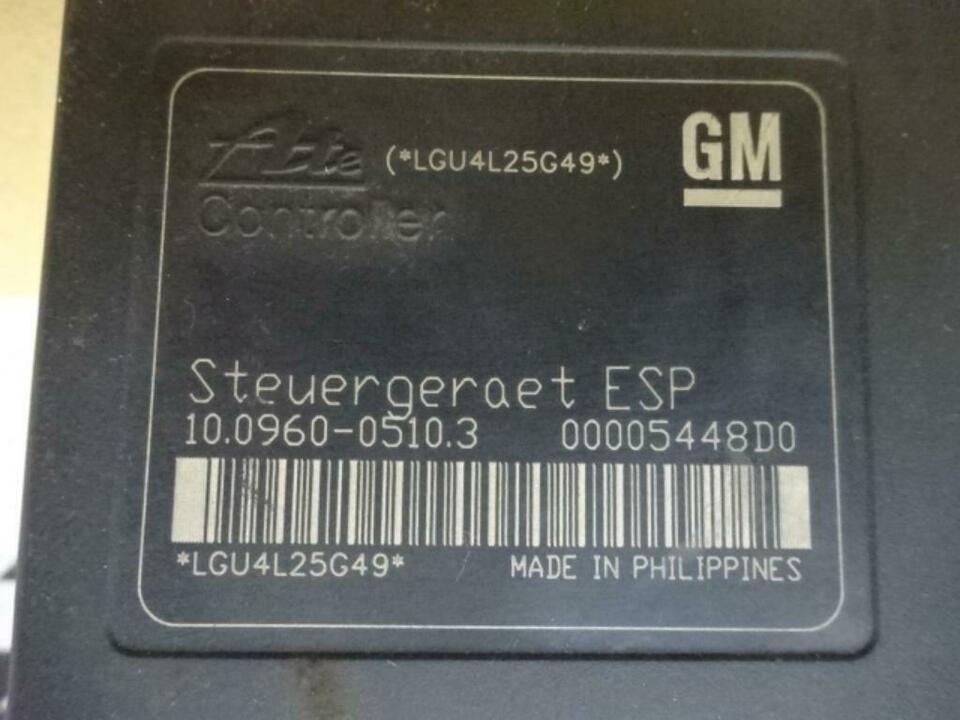 Ate (*LGU4L25G49*) GM
Controller
Steuergeraet ESP
10.0960-0510.3 00005448D0
*LGU4L25G49* MADE IN PHILIPPINES